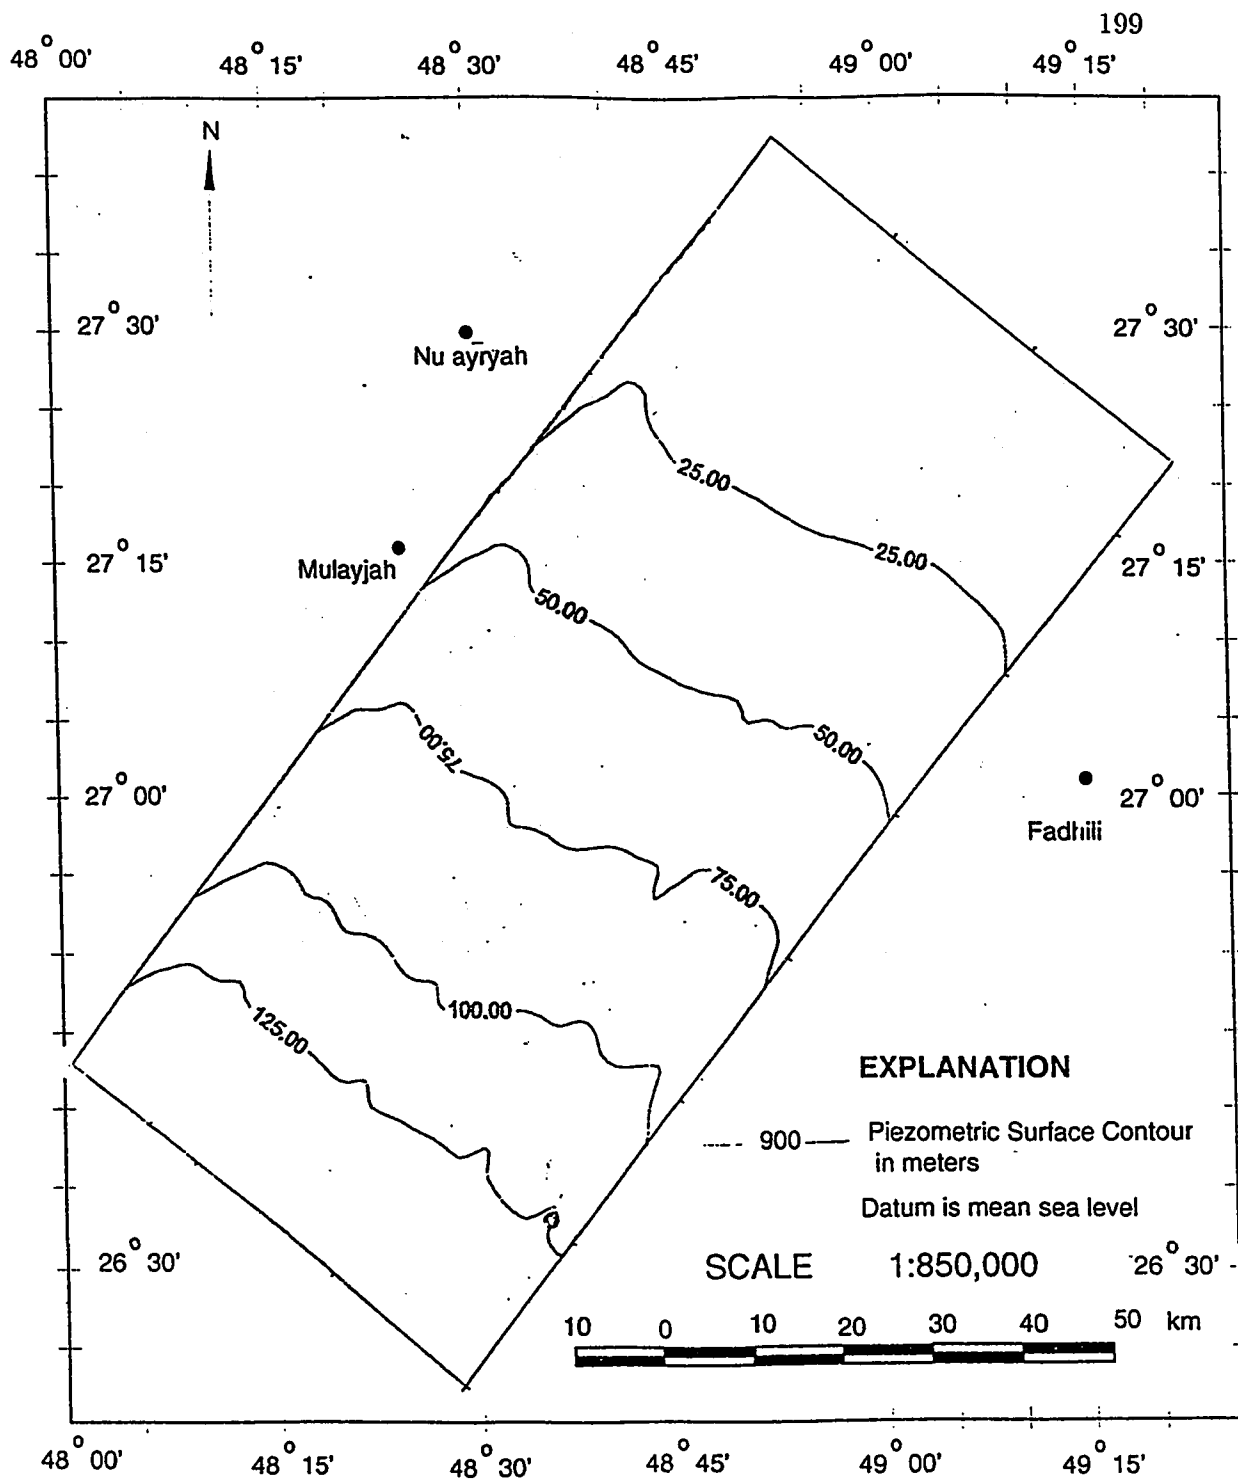 199
48° 00' 48° 15' 48° 30' 48° 45' 49° 00' 49° 15'
N
27° 30' 27° 30'
Nu ayīryah
25.00
25.00
27° 15' 27° 15'
Mulayjah
50.00
50.00
75.00
27° 00' 27° 00'
Fadhili
75.00
100.00
125.00
EXPLANATION
900 Piezometric Surface Contour
in meters
Datum is mean sea level
26° 30' SCALE 1:850,000 26° 30'
10 0 10 20 30 40 50 km
48° 00' 48° 15' 48° 30' 48° 45' 49° 00' 49° 15'